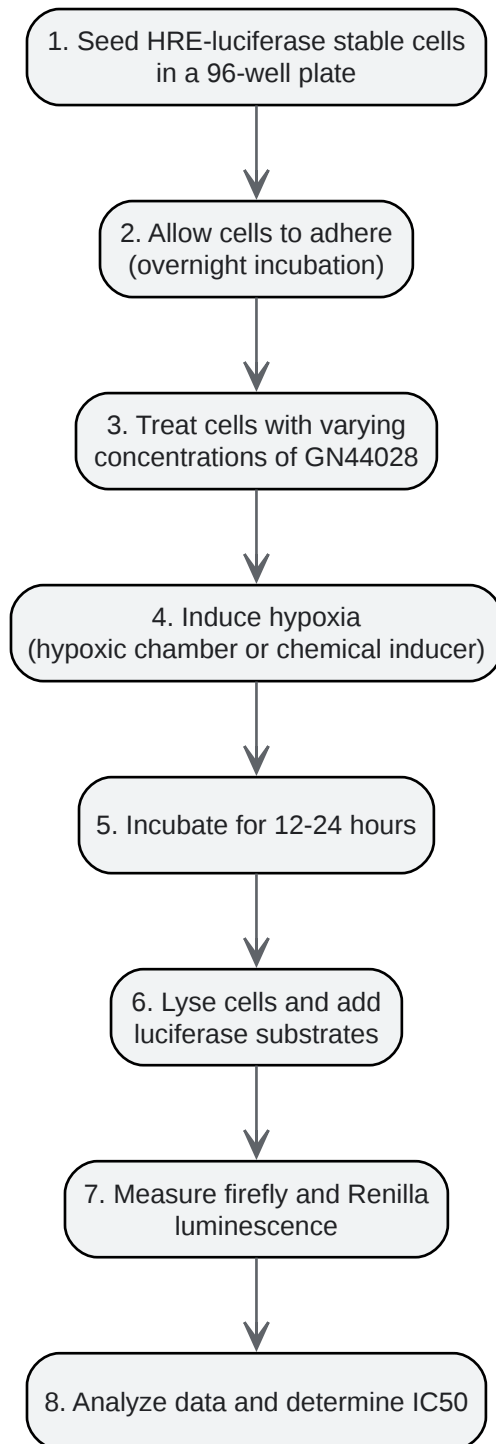 1. Seed HRE-luciferase stable cells
in a 96-well plate
2. Allow cells to adhere
(overnight incubation)
3. Treat cells with varying
concentrations of GN44028
4. Induce hypoxia
(hypoxic chamber or chemical inducer)
5. Incubate for 12-24 hours
6. Lyse cells and add
luciferase substrates
7. Measure firefly and Renilla
luminescence
8. Analyze data and determine IC50